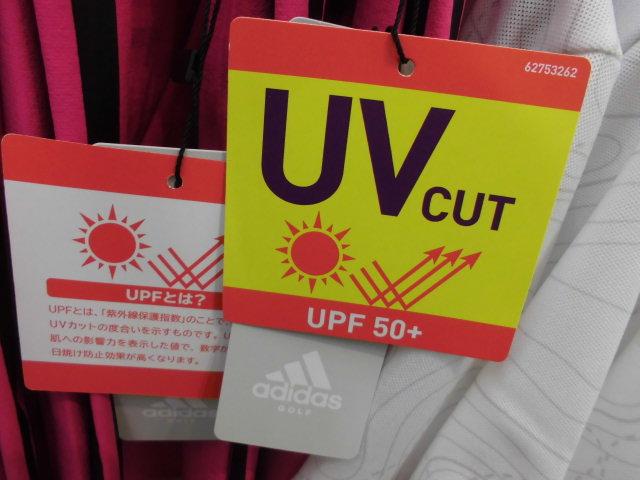 62753262
UV CUT
UPF 50+
adidas
GOLF
UPFとは?
UPFとは、「紫外線保護指数」のことで、
UVカットの度合いを示すものです。
肌への影響力を表示した値で、数字が
日焼け防止効果が高くなります。
adidas
GOLF